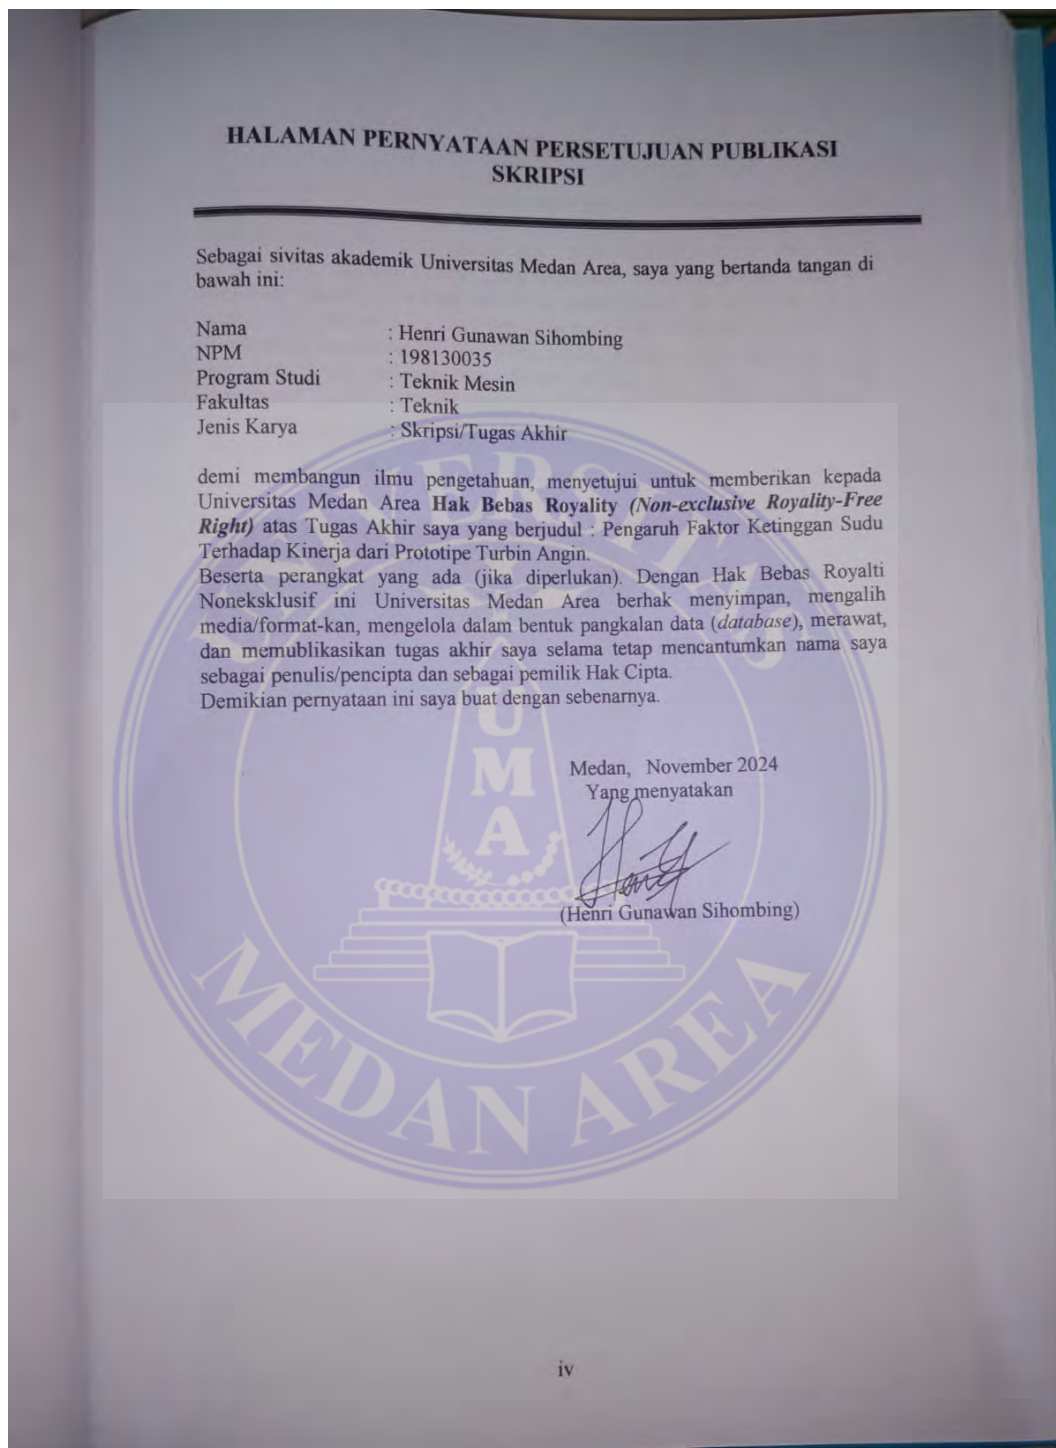 HALAMAN PERNYATAAN PERSETUJUAN PUBLIKASI
SKRIPSI
Sebagai sivitas akademik Universitas Medan Area, saya yang bertanda tangan di
bawah ini:
Nama : Henri Gunawan Sihombing
NPM : 198130035
Program Studi : Teknik Mesin
Fakultas : Teknik
Jenis Karya : Skripsi/Tugas Akhir
demi membangun ilmu pengetahuan, menyetujui untuk memberikan kepada
Universitas Medan Area Hak Bebas Royality (Non-exclusive Royality-Free
Right) atas Tugas Akhir saya yang berjudul : Pengaruh Faktor Ketinggan Sudu
Terhadap Kinerja dari Prototipe Turbin Angin.
Beserta perangkat yang ada (jika diperlukan). Dengan Hak Bebas Royalti
Noneksklusif ini Universitas Medan Area berhak menyimpan, mengalih
media/format-kan, mengelola dalam bentuk pangkalan data (database), merawat,
dan memublikasikan tugas akhir saya selama tetap mencantumkan nama saya
sebagai penulis/pencipta dan sebagai pemilik Hak Cipta.
Demikian pernyataan ini saya buat dengan sebenarnya.
Medan, November 2024
Yang menyatakan
(Henri Gunawan Sihombing)
UNIVERSITAS
UMA
MEDAN AREA
iv